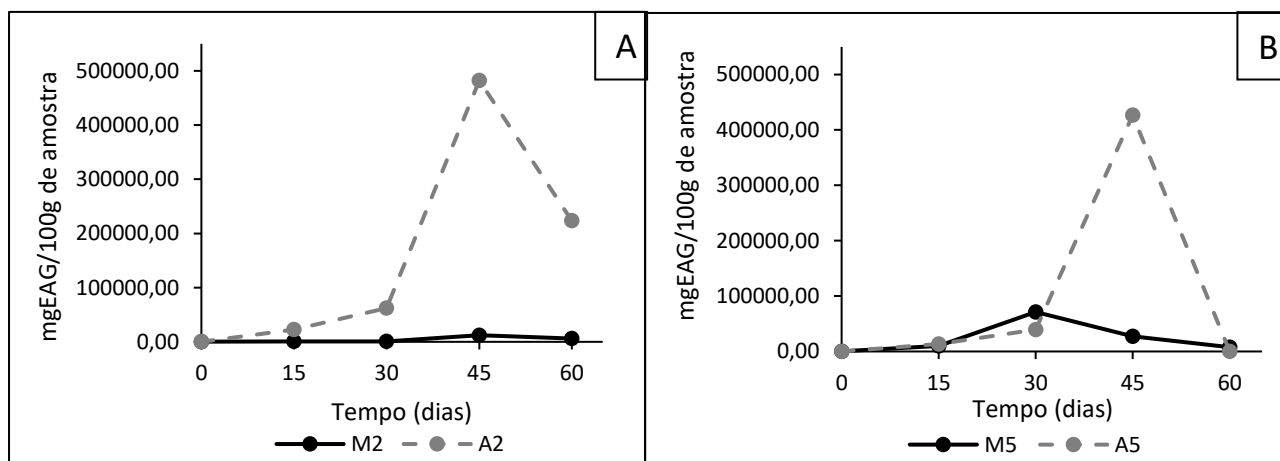 A
mgEAG/100g de amostra
500000,00
400000,00
300000,00
200000,00
100000,00
0,00
0 15 30 45 60
Tempo (dias)
M2 A2
B
mgEAG/100g de amostra
500000,00
400000,00
300000,00
200000,00
100000,00
0,00
0 15 30 45 60
Tempo (dias)
M5 A5